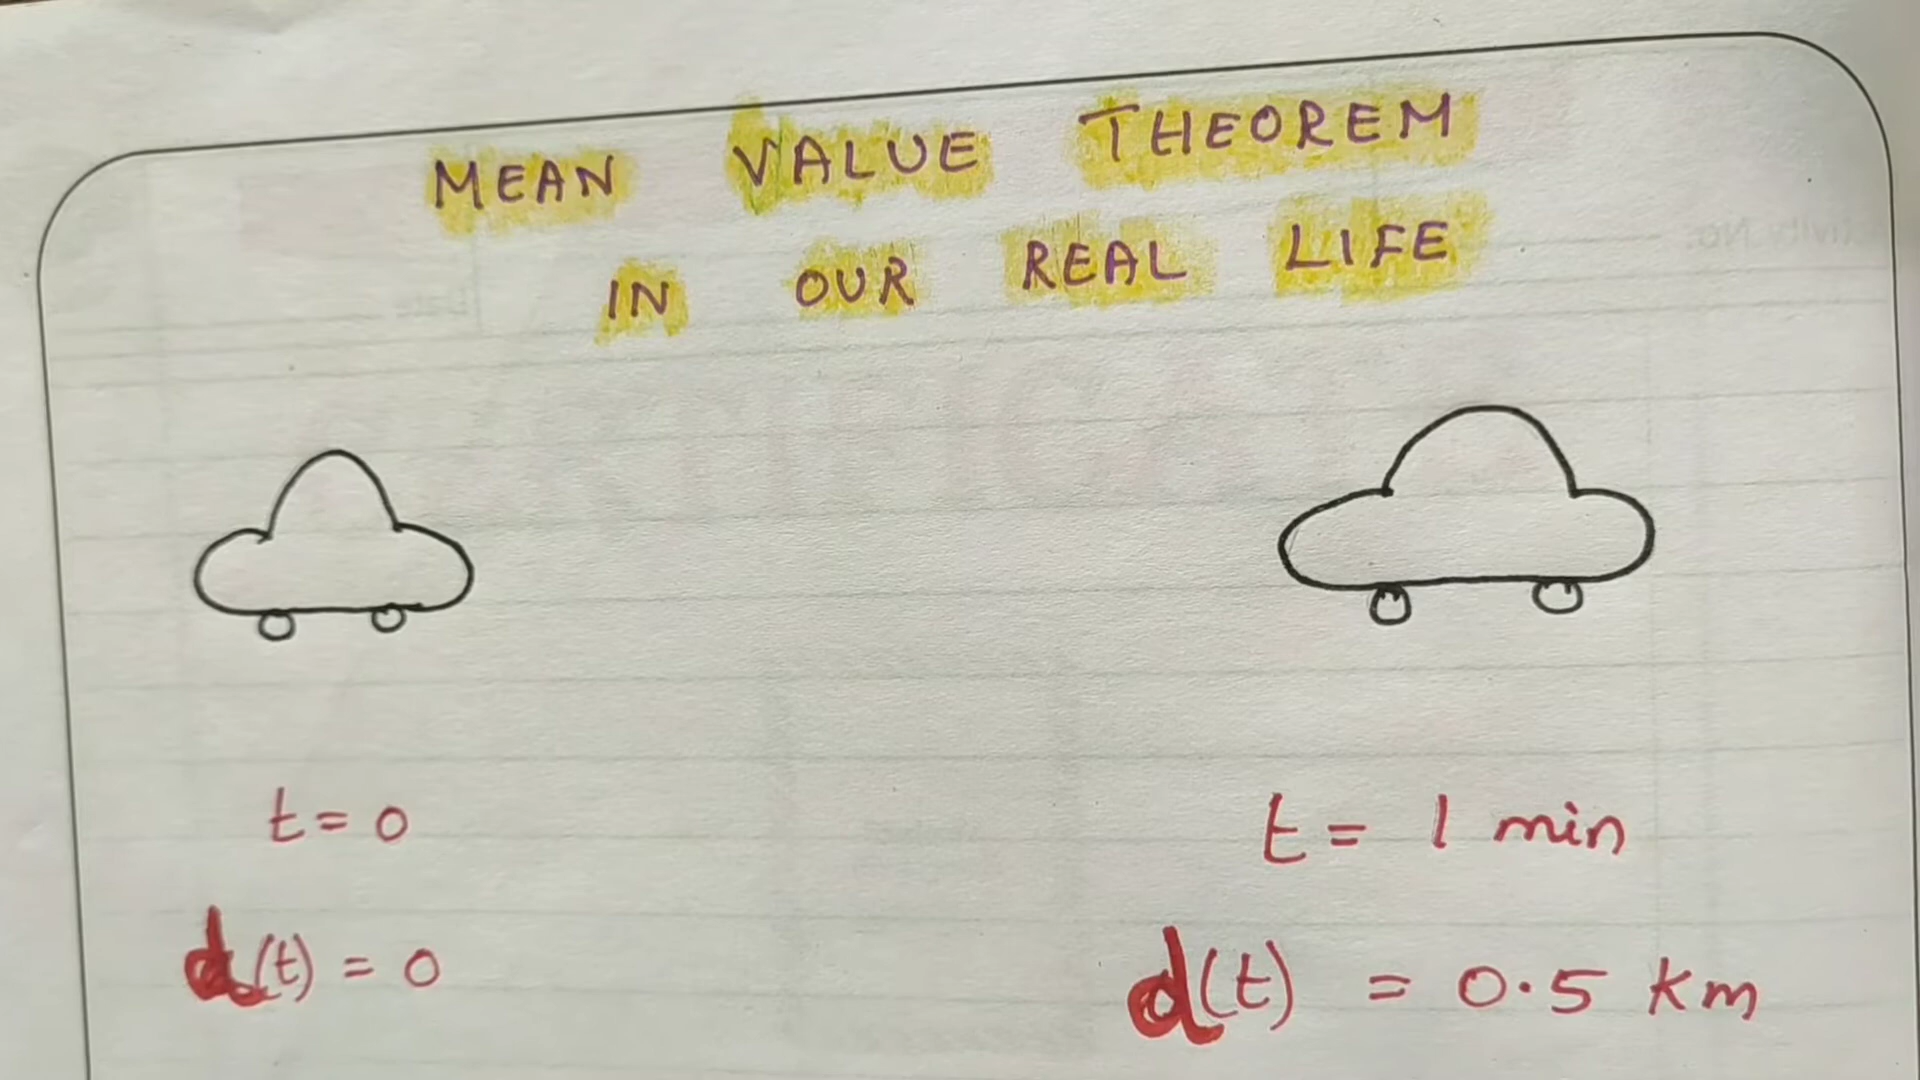 MEAN VALUE THEOREM
IN OUR REAL LIFE
t = 0
t = 1 min
d(t) = 0
d(t) = 0.5 km